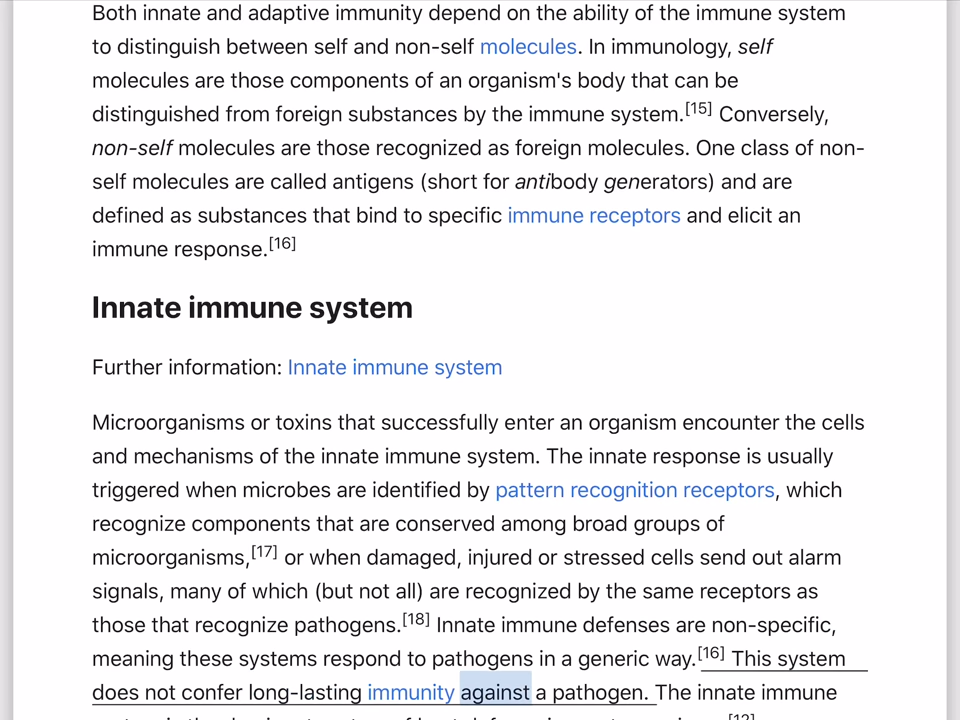 Both innate and adaptive immunity depend on the ability of the immune system
to distinguish between self and non-self molecules. In immunology, self
molecules are those components of an organism's body that can be
distinguished from foreign substances by the immune system.[15] Conversely,
non-self molecules are those recognized as foreign molecules. One class of non-
self molecules are called antigens (short for antibody generators) and are
defined as substances that bind to specific immune receptors and elicit an
immune response.[16]
Innate immune system
Further information: Innate immune system
Microorganisms or toxins that successfully enter an organism encounter the cells
and mechanisms of the innate immune system. The innate response is usually
triggered when microbes are identified by pattern recognition receptors, which
recognize components that are conserved among broad groups of
microorganisms,[17] or when damaged, injured or stressed cells send out alarm
signals, many of which (but not all) are recognized by the same receptors as
those that recognize pathogens.[18] Innate immune defenses are non-specific,
meaning these systems respond to pathogens in a generic way.[16] This system
does not confer long-lasting immunity against a pathogen. The innate immune
[12]